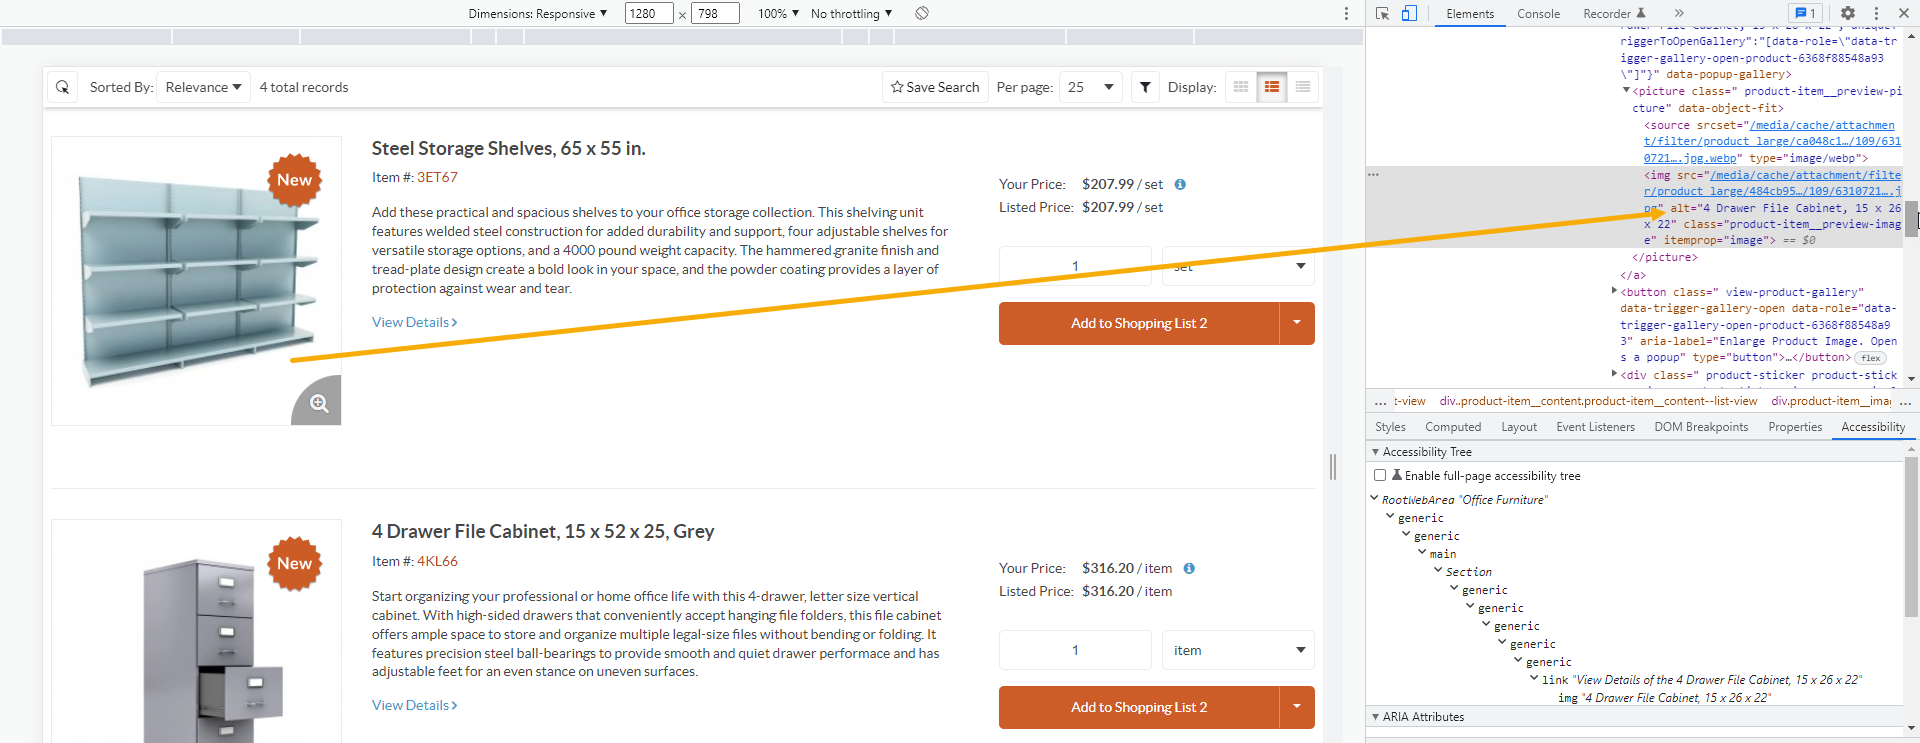 Dimensions: Responsive ▼ 1280 × 798 100% ▼ No throttling ▼
Elements Console Recorder » 1
Sorted By: Relevance 4 total records
Save Search Per page: 25 Display:
New
Steel Storage Shelves, 65 x 55 in.
Item #: 3ET67
Add these practical and spacious shelves to your office storage collection. This shelving unit
features welded steel construction for added durability and support, four adjustable shelves for
versatile storage options, and a 4000 pound weight capacity. The hammered granite finish and
tread-plate design create a bold look in your space, and the powder coating provides a layer of
protection against wear and tear.
View Details
Your Price: $207.99 / set
Listed Price: $207.99 / set
1 set
Add to Shopping List 2
New
4 Drawer File Cabinet, 15 x 52 x 25, Grey
Item #: 4KL66
Start organizing your professional or home office life with this 4-drawer, letter size vertical
cabinet. With high-sided drawers that conveniently accept hanging file folders, this file cabinet
offers ample space to store and organize multiple legal-size files without bending or folding. It
features precision steel ball-bearings to provide smooth and quiet drawer performace and has
adjustable feet for an even stance on uneven surfaces.
View Details
Your Price: $316.20 / item
Listed Price: $316.20 / item
1 item
Add to Shopping List 2
riggerToOpenGallery":"[data-role=\"data-tr
igger-gallery-open-product-6368f88548a93
\"]"}" data-popup-gallery>
<picture class=" product-item__preview-pi
cture" data-object-fit>
<source srcset="/media/cache/attachmen
t/filter/product_large/ca048c1…/109/631
0721….jpg.webp" type="image/webp">
<img src="/media/cache/attachment/filte
r/product_large/484cb95…/109/6310721….j
pg" alt="4 Drawer File Cabinet, 15 x 26
x 22" class="product-item__preview-imag
e" itemprop="image"> == $0
</picture>
</a>
<button class=" view-product-gallery"
data-trigger-gallery-open data-role="data-
trigger-gallery-open-product-6368f88548a9
3" aria-label="Enlarge Product Image. Open
s a popup" type="button">…</button> flex
<div class=" product-sticker product-stick
… t-view div..product-item__content.product-item__content--list-view div.product-item__ima …
Styles Computed Layout Event Listeners DOM Breakpoints Properties Accessibility
Accessibility Tree
Enable full-page accessibility tree
RootWebArea "Office Furniture"
generic
generic
main
Section
generic
generic
generic
generic
generic
link "View Details of the 4 Drawer File Cabinet, 15 x 26 x 22"
img "4 Drawer File Cabinet, 15 x 26 x 22"
ARIA Attributes